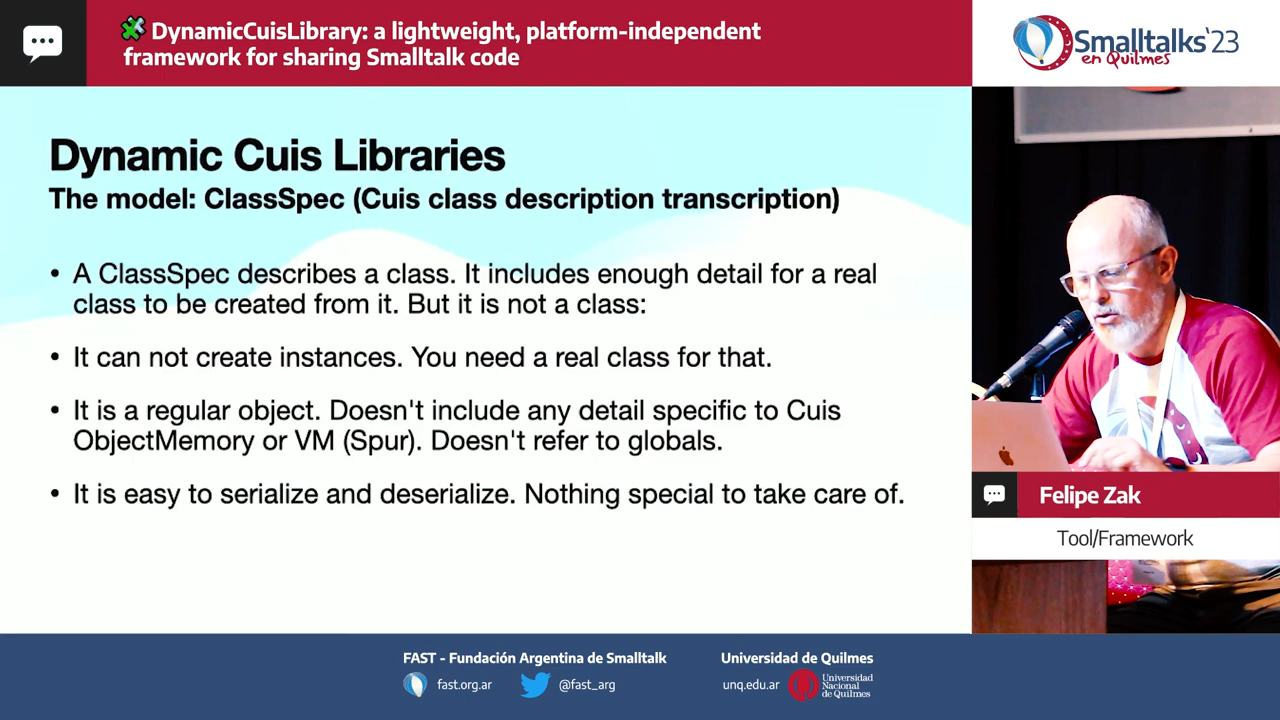 DynamicCuisLibrary: a lightweight, platform-independent
framework for sharing Smalltalk code
Smalltalks'23
en Quilmes
Dynamic Cuis Libraries
The model: ClassSpec (Cuis class description transcription)
• A ClassSpec describes a class. It includes enough detail for a real
class to be created from it. But it is not a class:
• It can not create instances. You need a real class for that.
• It is a regular object. Doesn't include any detail specific to Cuis
ObjectMemory or VM (Spur). Doesn't refer to globals.
• It is easy to serialize and deserialize. Nothing special to take care of.
Felipe Zak
Tool/Framework
FAST - Fundación Argentina de Smalltalk
fast.org.ar
@fast_arg
Universidad de Quilmes
unq.edu.ar
Universidad
Nacional
de Quilmes